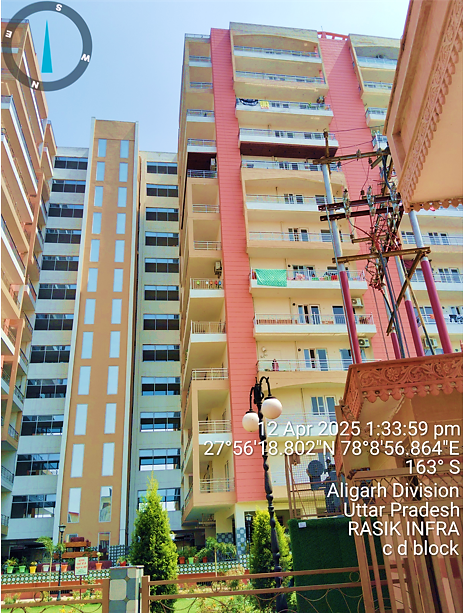 S
E
W
N
12 Apr 2025 1:33:59 pm
27°56'18.802"N 78°8'56.864"E
163° S
Aligarh Division
Uttar Pradesh
RASIK INFRA
c d block